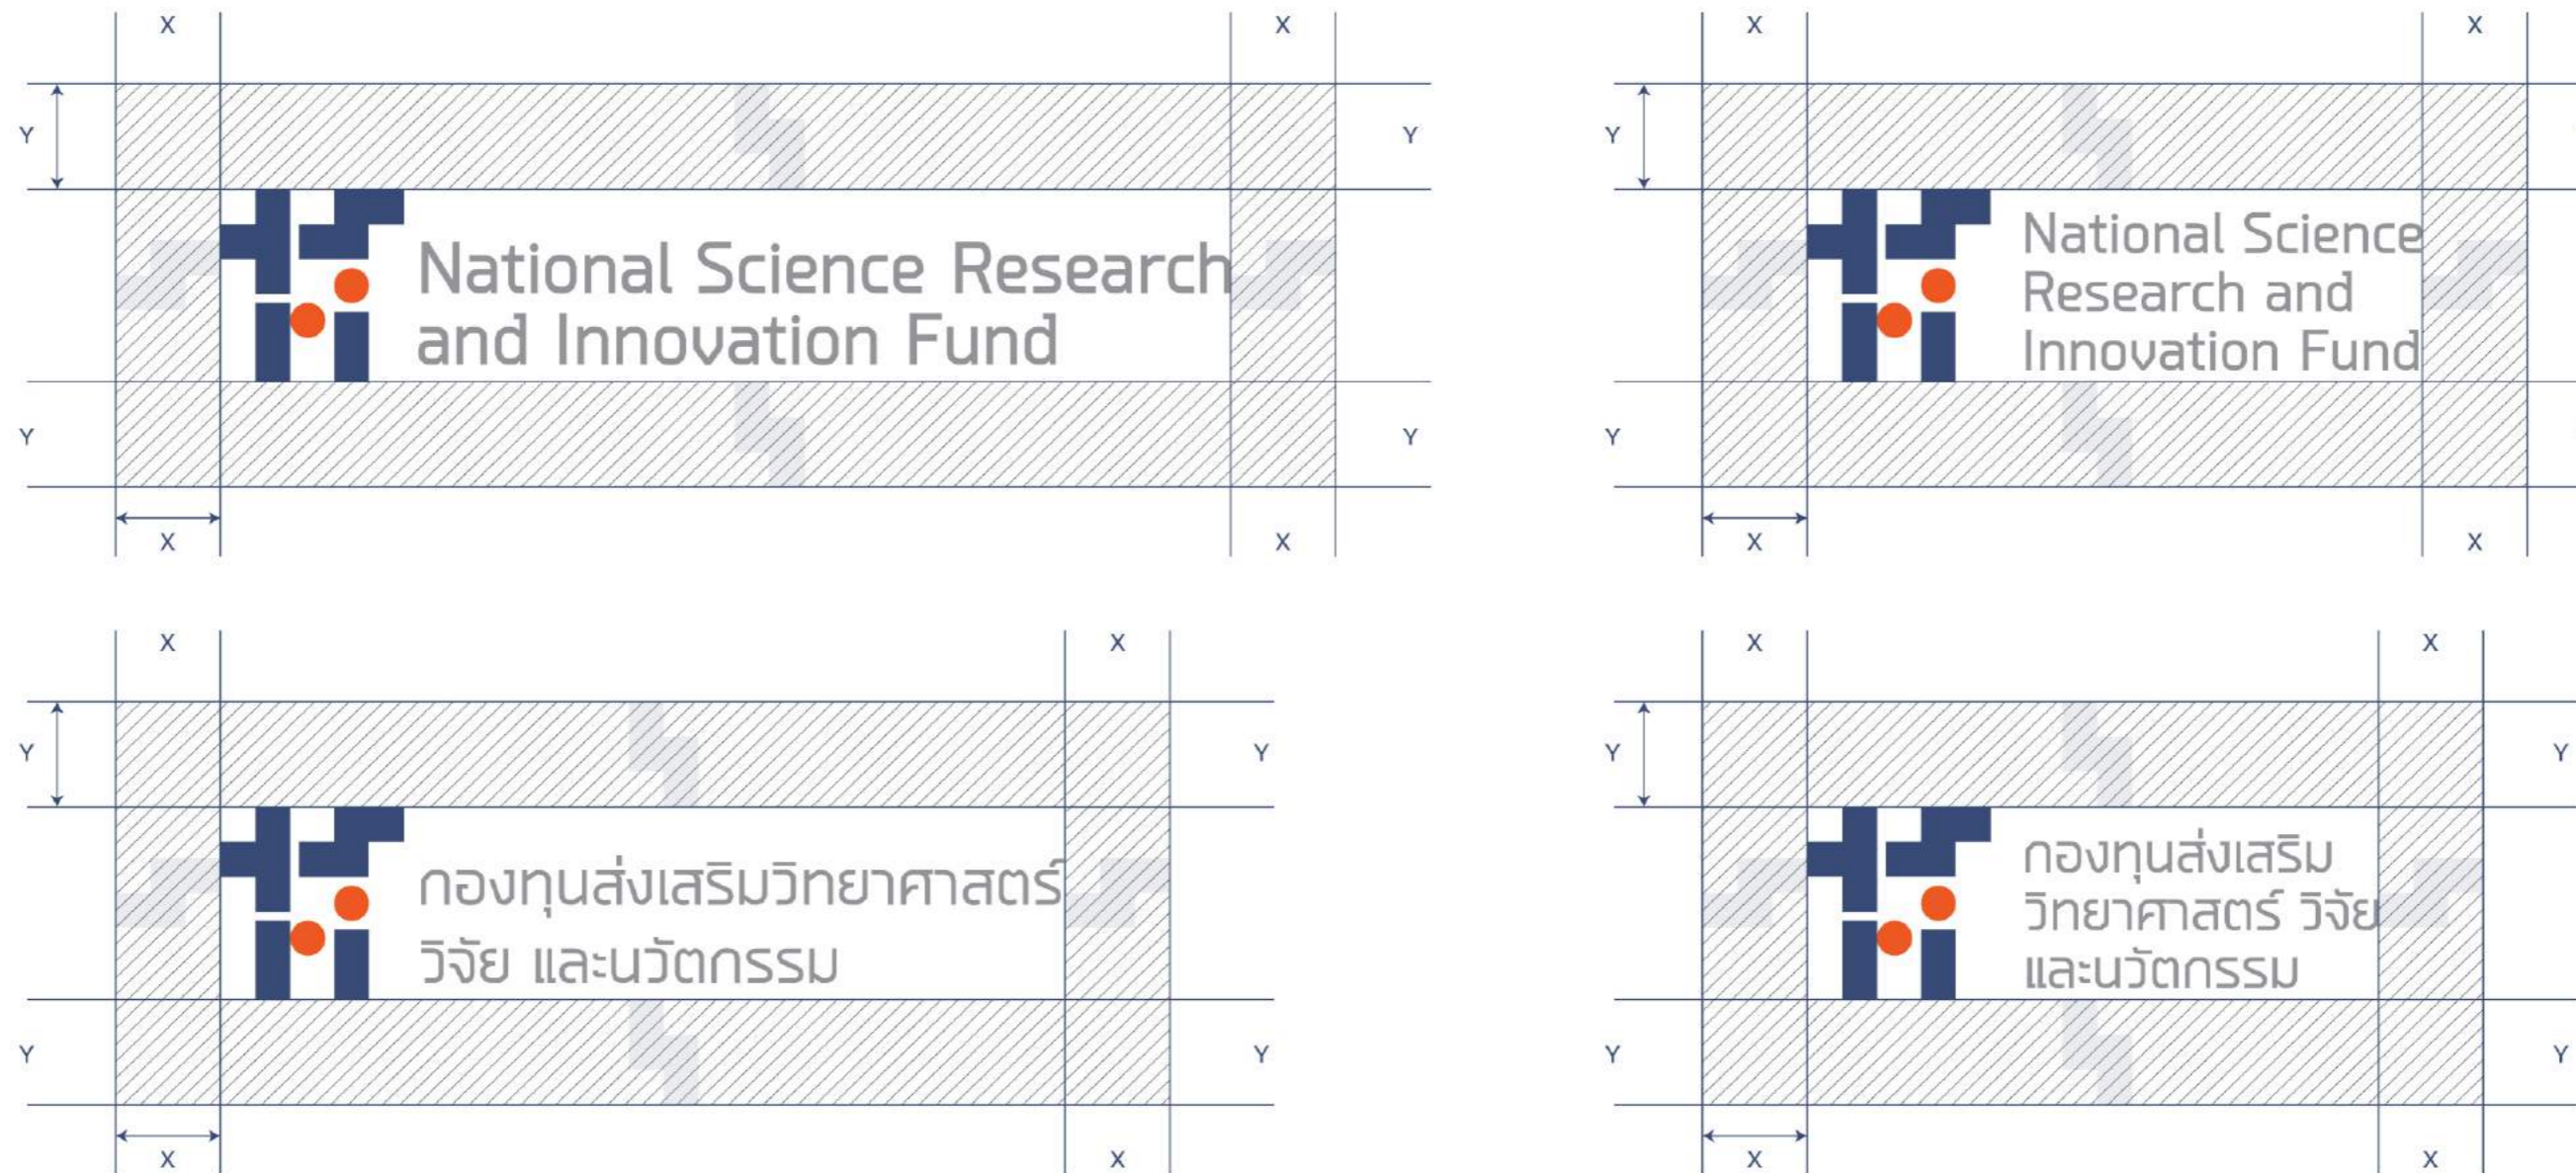 X X X X
Y Y Y
National Science Research
and Innovation Fund
National Science
Research and
Innovation Fund
Y Y Y
X X X X
X X X X
Y Y Y Y
กองทุนส่งเสริมวิทยาศาสตร์
วิจัย และนวัตกรรม
กองทุนส่งเสริม
วิทยาศาสตร์ วิจัย
และนวัตกรรม
Y Y Y Y
X X X X